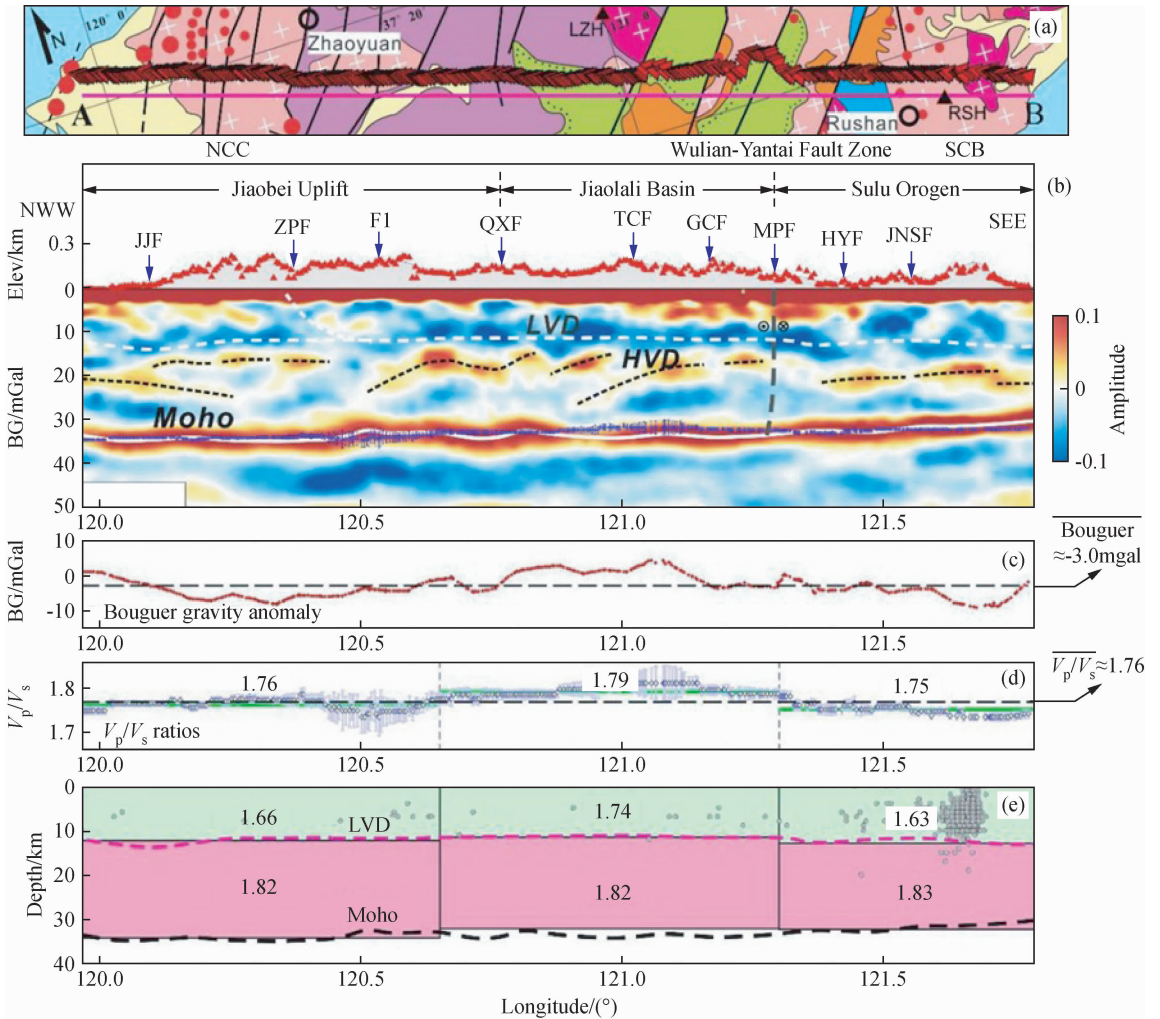 (a)
N
120° 0'
37° 20'
Zhaoyuan
LZH
121° 0'
A
Rushan
RSH
B
NCC
Wulian-Yantai Fault Zone
SCB
(b)
Jiaobei Uplift
Jiaolali Basin
Sulu Orogen
NWW
SEE
JJF
ZPF
F1
QXF
TCF
GCF
MPF
HYF
JNSF
Elev/km
0.3
0
LVD
HVD
Moho
BG/mGal
10
20
30
40
50
120.0
120.5
121.0
121.5
0.1
0
-0.1
Amplitude
(c)
BG/mGal
10
0
-10
Bouguer gravity anomaly
120.0
120.5
121.0
121.5
Bouguer
≈-3.0mgal
(d)
Vp/Vs
1.8
1.7
1.76
1.79
1.75
Vp/Vs ratios
120.0
120.5
121.0
121.5
Vp/Vs≈1.76
(e)
Depth/km
0
10
20
30
40
1.66
LVD
1.74
1.63
1.82
1.82
1.83
Moho
120.0
120.5
121.0
121.5
Longitude/(°)